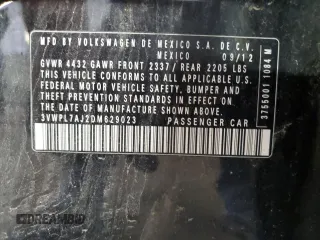 MFD BY VOLKSWAGEN DE MEXICO S.A. DE C.V.
MEXICO 09/12
GVWR 4432 GAWR FRONT 2337/ REAR 2205 LBS
THIS VEHICLE CONFORMS TO ALL APPLICABLE U.S.
FEDERAL MOTOR VEHICLE SAFETY, BUMPER AND
THEFT PREVENTION STANDARDS IN EFFECT ON THE
DATE OF MANUFACTURE SHOWN ABOVE.
3VWPL7AJ2DM629023 PASSENGER CAR
3755001 1084 M
DREAMBID